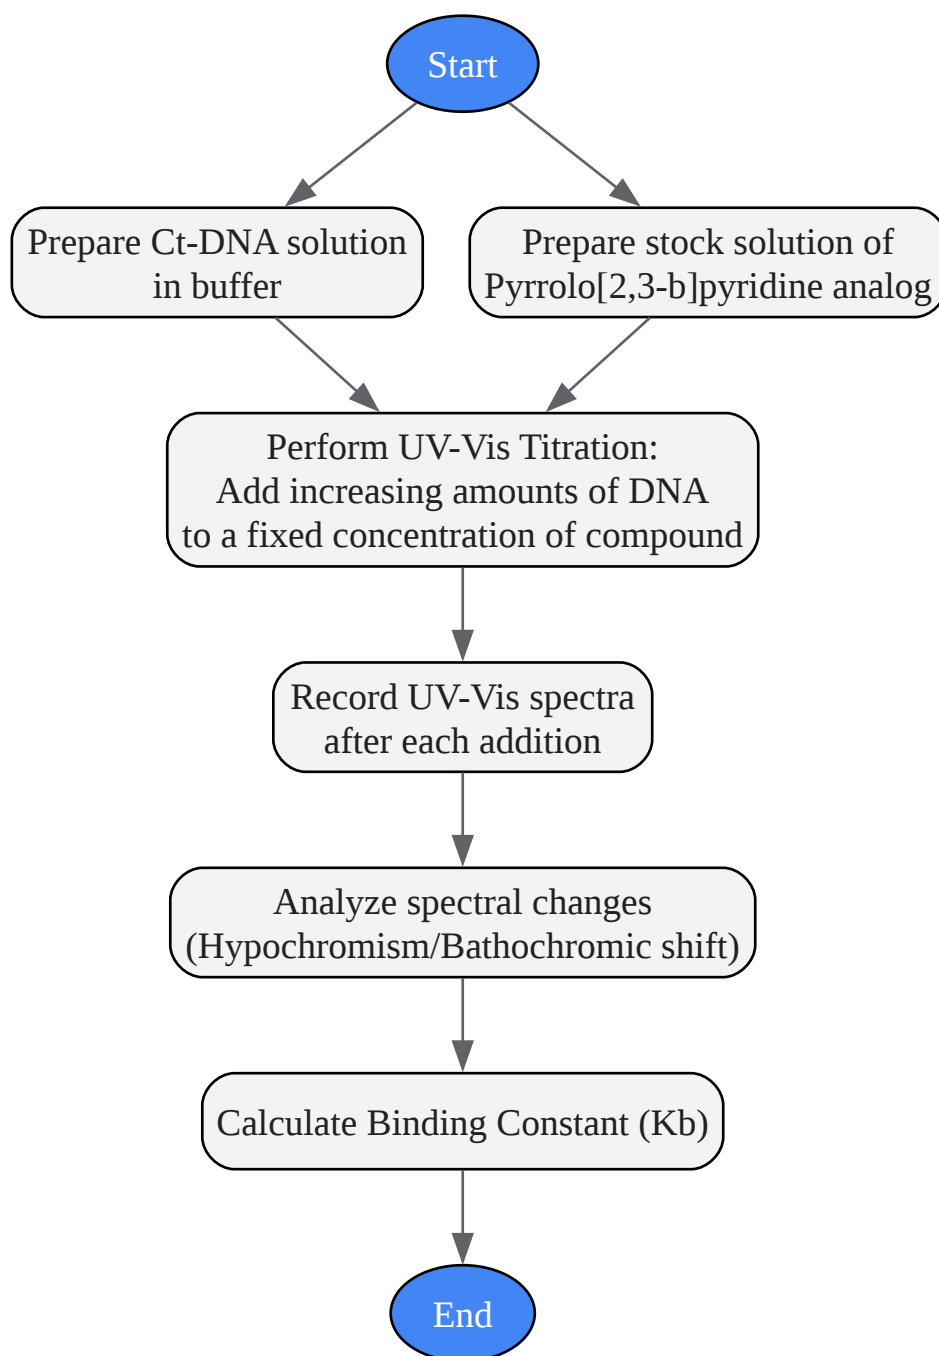 Start
Prepare Ct-DNA solution
in buffer
Prepare stock solution of
Pyrrolo[2,3-b]pyridine analog
Perform UV-Vis Titration:
Add increasing amounts of DNA
to a fixed concentration of compound
Record UV-Vis spectra
after each addition
Analyze spectral changes
(Hypochromism/Bathochromic shift)
Calculate Binding Constant (Kb)
End